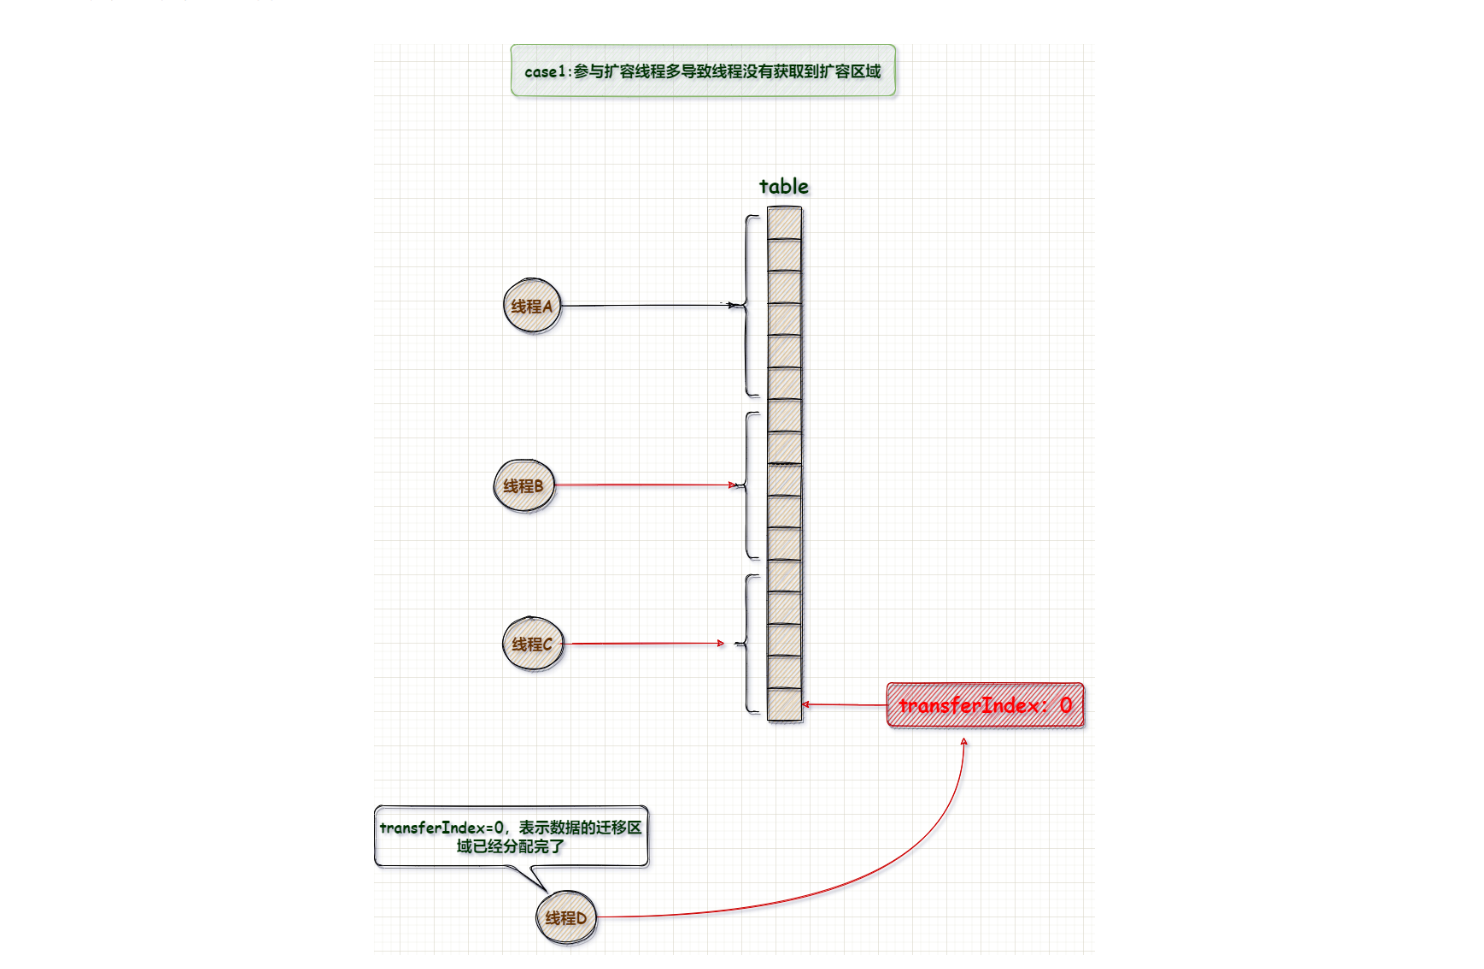 case1:参与扩容线程多导致线程没有获取到扩容区域
table
线程A
线程B
线程C
transferIndex: 0
transferIndex=0，表示数据的迁移区
域已经分配完了
线程D